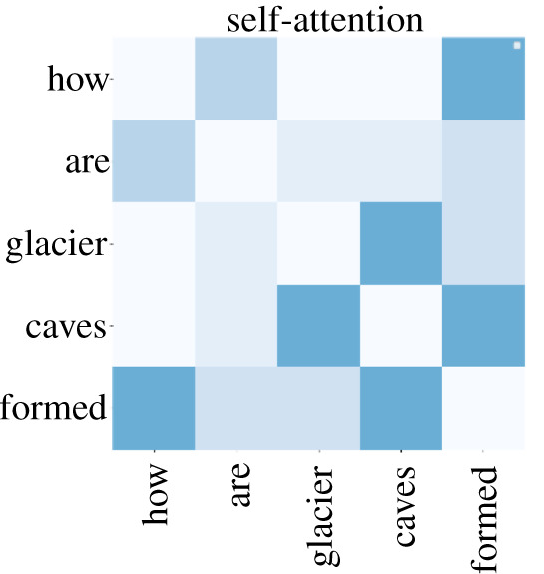 self-attention
how
are
glacier
caves
formed
how
are
glacier
caves
formed